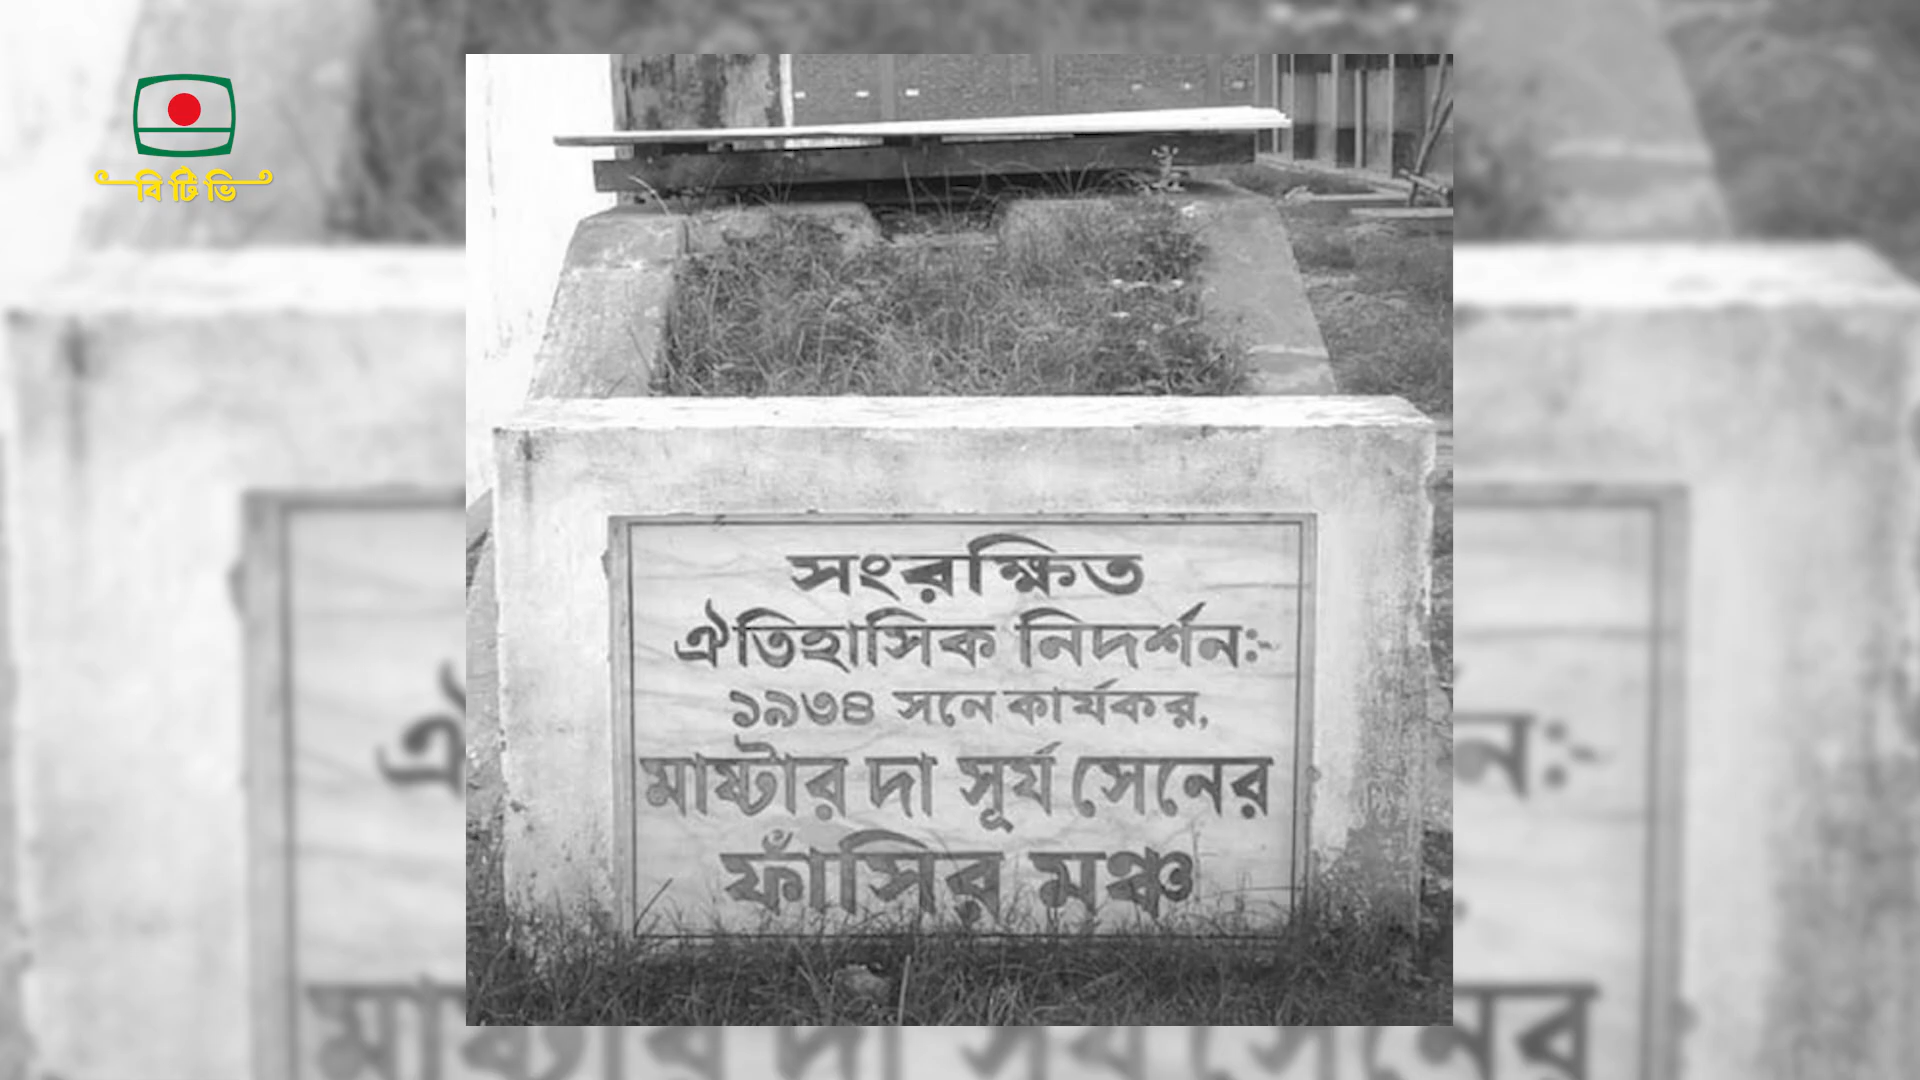 বিটিভি
সংরক্ষিত
ঐতিহাসিক নিদর্শন:-
১৯৩৪ সনে কার্যকর,
মাষ্টার দা সূর্য সেনের
ফাঁসির মঞ্চ